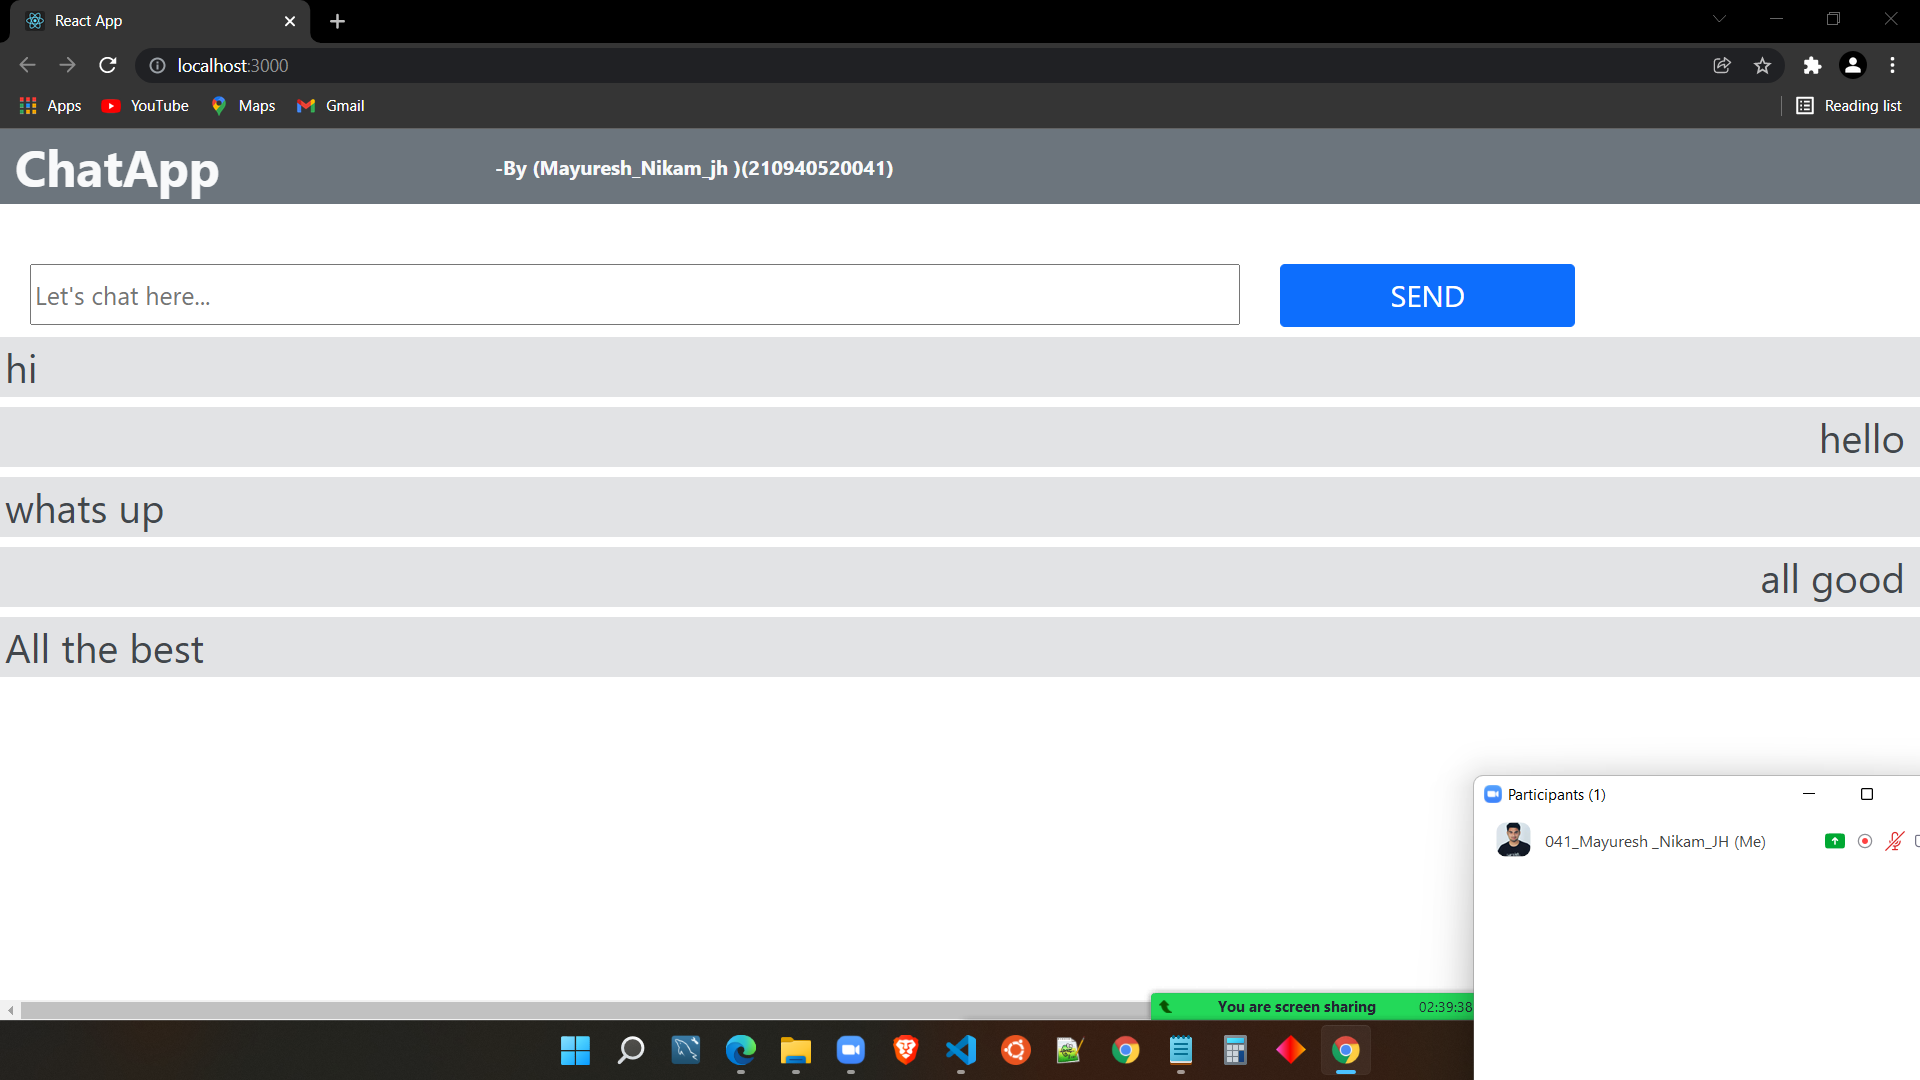 React App
localhost:3000
Apps YouTube Maps Gmail Reading list
ChatApp -By (Mayuresh_Nikam_jh )(210940520041)
Let's chat here... SEND
hi
hello
whats up
all good
All the best
Participants (1)
041_Mayuresh _Nikam_JH (Me)
You are screen sharing 02:39:38